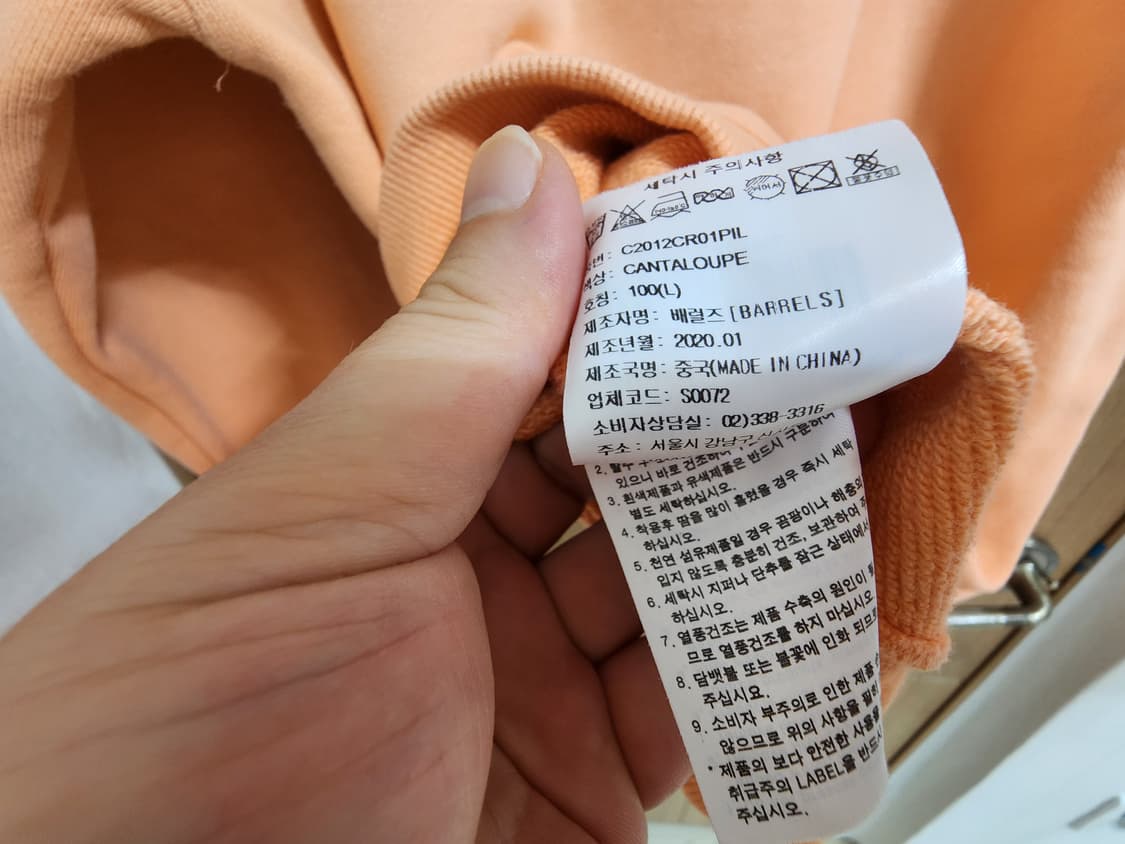 세탁시 주의사항
품번: C2012CR01PIL
색상: CANTALOUPE
호칭: 100(L)
제조자명: 배럴즈[BARRELS]
제조년월: 2020.01
제조국명: 중국(MADE IN CHINA)
업체코드: S0072
소비자상담실: 02)338-3316
주소: 서울시 강남구
2. 탈수
있으니 바로 건조하여
3. 흰색제품과 유색제품은 반드시 구분하여
별도 세탁하십시오.
4. 착용후 땀을 많이 흘렸을 경우 즉시 세탁
하십시오.
5. 천연 섬유제품일 경우 곰팡이나 해충의
입지 않도록 충분히 건조, 보관하여
6. 세탁시 지퍼나 단추를 잠근 상태에서
하십시오.
7. 열풍건조는 제품 수축의 원인이
므로 열풍건조를 하지 마십시오
8. 담뱃불 또는 불꽃에 인화 되므로
주십시요.
9. 소비자 부주의로 인한 제품
않으므로 위의 사항을 필히
* 제품의 보다 안전한 사용을
취급주의 LABEL을 반드시
주십시오.